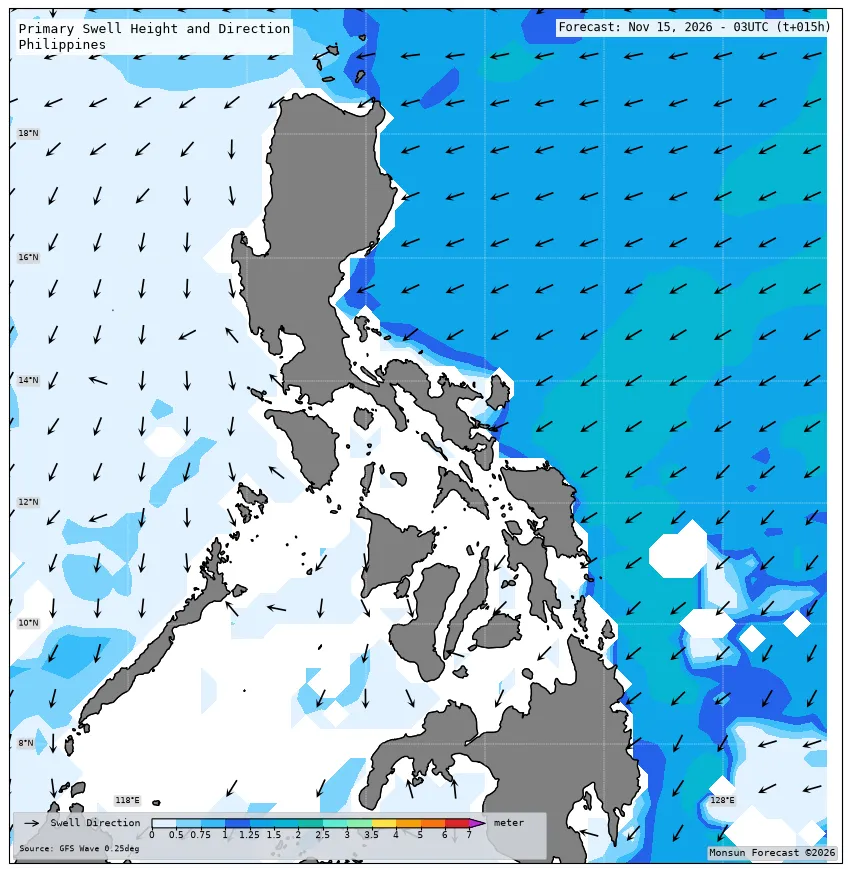 Primary Swell Height and Direction
Philippines
Forecast: Nov 15, 2026 - 03UTC (t+015h)
18°N
16°N
14°N
12°N
10°N
8°N
118°E
128°E
Swell Direction
0 0.5 0.75 1 1.25 1.5 2 2.5 3 3.5 4 5 6 7
meter
Source: GFS Wave 0.25deg
Monsun Forecast ©2026